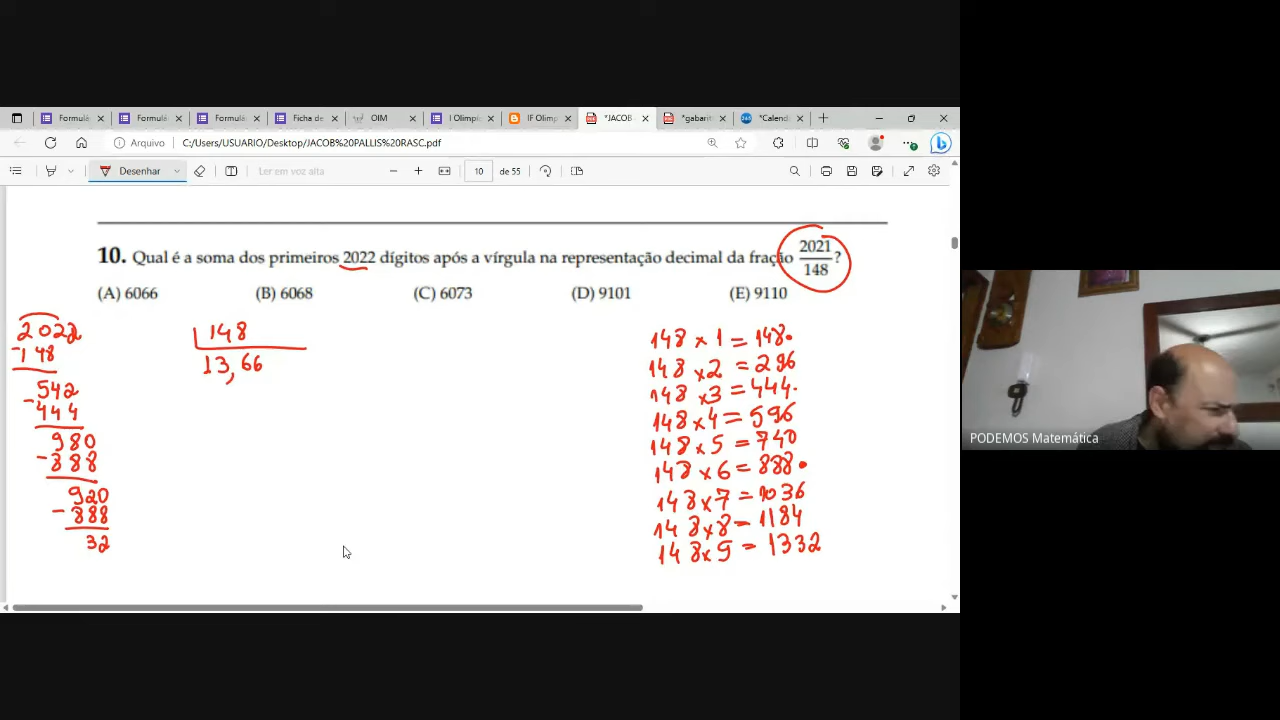 Formulá
Formulá
Formulá
Ficha de
OIM
I Olimpic
IF Olimp
*JACOB
*gabarit
*Calend
Arquivo
C:/Users/USUARIO/Desktop/JACOB%20PALLIS%20RASC.pdf
Desenhar
Ler em voz alta
10
de 55
10. Qual é a soma dos primeiros 2022 dígitos após a vírgula na representação decimal da fração 2021/148?
(A) 6066
(B) 6068
(C) 6073
(D) 9101
(E) 9110
2022
-148
542
-444
980
-888
920
-888
32
148
13,66
148 x 1 = 148.
148 x 2 = 296
148 x 3 = 444.
148 x 4 = 596
148 x 5 = 740
148 x 6 = 888.
148 x 7 = 1036
148 x 8 = 1184
148 x 9 = 1332
PODEMOS Matemática